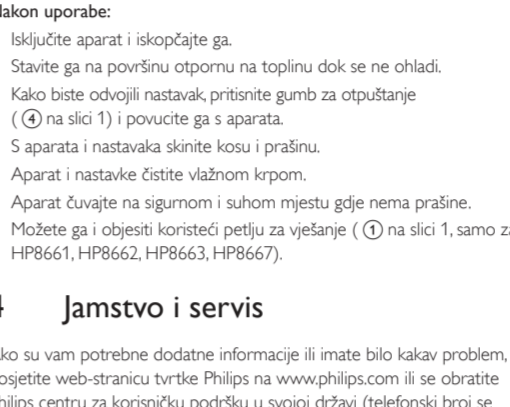 Nakon uporabe:
Isključite aparat i iskopčajte ga.
Stavite ga na površinu otpornu na toplinu dok se ne ohladi.
Kako biste odvojili nastavak, pritisnite gumb za otpuštanje
( ④ na slici 1) i povucite ga s aparata.
S aparata i nastavaka skinite kosu i prašinu.
Aparat i nastavke čistite vlažnom krpom.
Aparat čuvajte na sigurnom i suhom mjestu gdje nema prašine.
Možete ga i objesiti koristeći petlju za vješanje ( ① na slici 1, samo za
HP8661, HP8662, HP8663, HP8667).
4 Jamstvo i servis
Ako su vam potrebne dodatne informacije ili imate bilo kakav problem,
posjetite web-stranicu tvrtke Philips na www.philips.com ili se obratite
Philips centru za korisničku podršku u svojoj državi (telefonski broj se